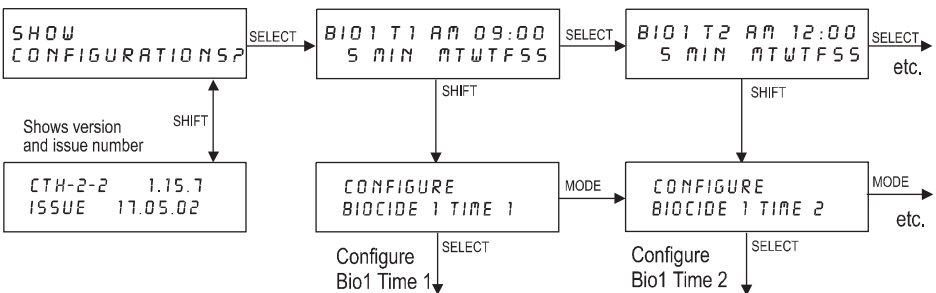 SHOW
CONFIGURATIONS?
SELECT
BIO1 T1 AM 09:00
5 MIN MTWTFSS
SELECT
BIO1 T2 AM 12:00
5 MIN MTWTFSS
SELECT
etc.
SHIFT
Shows version
and issue number
SHIFT
SHIFT
CTH-2-2 1.15.7
ISSUE 17.05.02
CONFIGURE
BIOCIDE 1 TIME 1
MODE
CONFIGURE
BIOCIDE 1 TIME 2
MODE
etc.
Configure
Bio1 Time 1
SELECT
Configure
Bio1 Time 2
SELECT